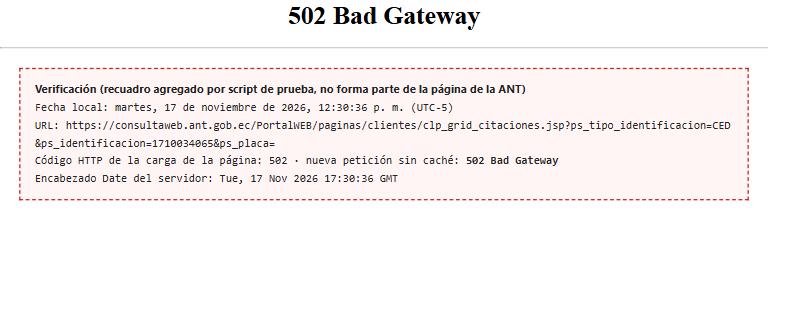 502 Bad Gateway
Verificación (recuadro agregado por script de prueba, no forma parte de la página de la ANT)
Fecha local: martes, 17 de noviembre de 2026, 12:30:36 p. m. (UTC-5)
URL: https://consultaweb.ant.gob.ec/PortalWEB/paginas/clientes/clp_grid_citaciones.jsp?ps_tipo_identificacion=CED
&ps_identificacion=1710034065&ps_placa=
Código HTTP de la carga de la página: 502 · nueva petición sin caché: 502 Bad Gateway
Encabezado Date del servidor: Tue, 17 Nov 2026 17:30:36 GMT